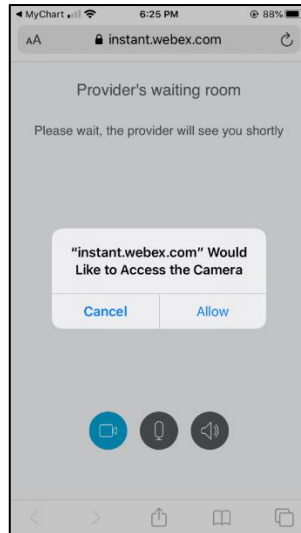 MyChart 6:25 PM 88%
AA instant.webex.com
Provider's waiting room
Please wait, the provider will see you shortly
"instant.webex.com" Would
Like to Access the Camera
Cancel Allow